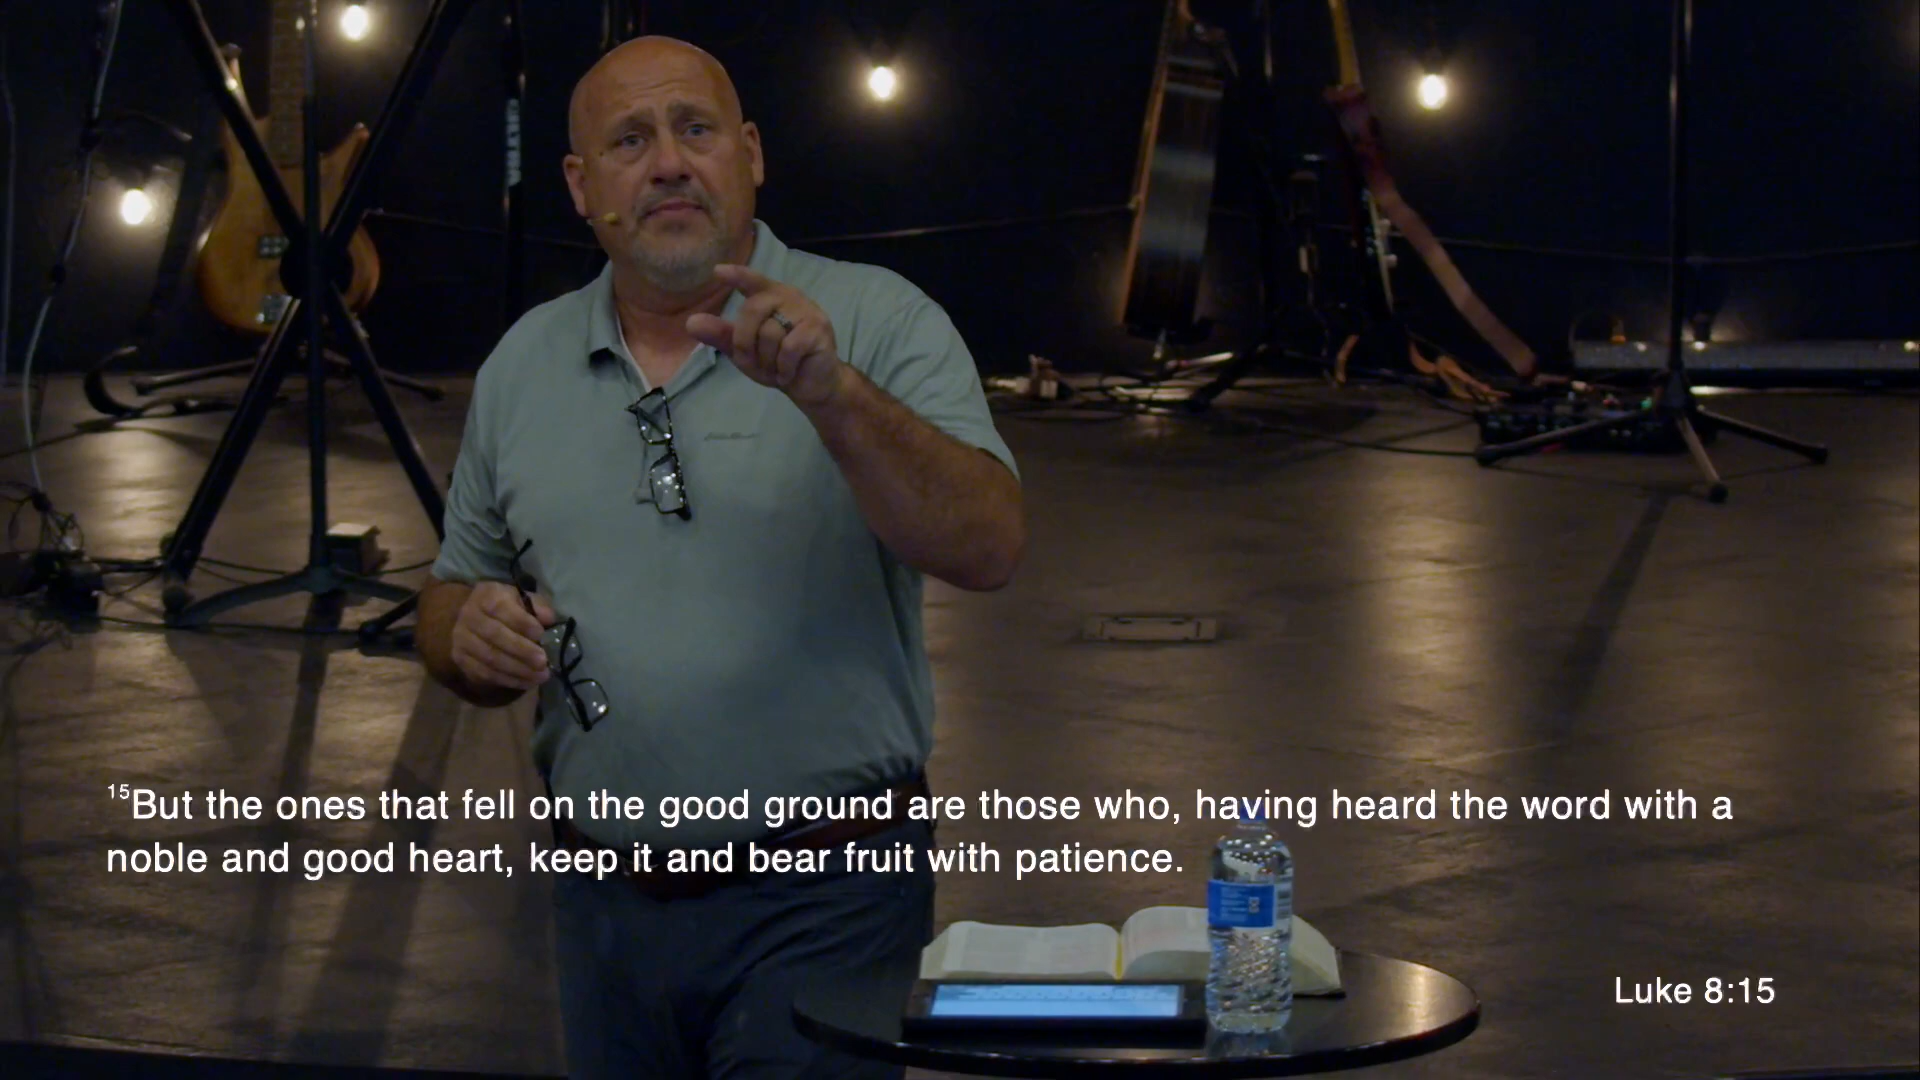 ULTRA
¹⁵But the ones that fell on the good ground are those who, having heard the word with a
noble and good heart, keep it and bear fruit with patience.
Luke 8:15